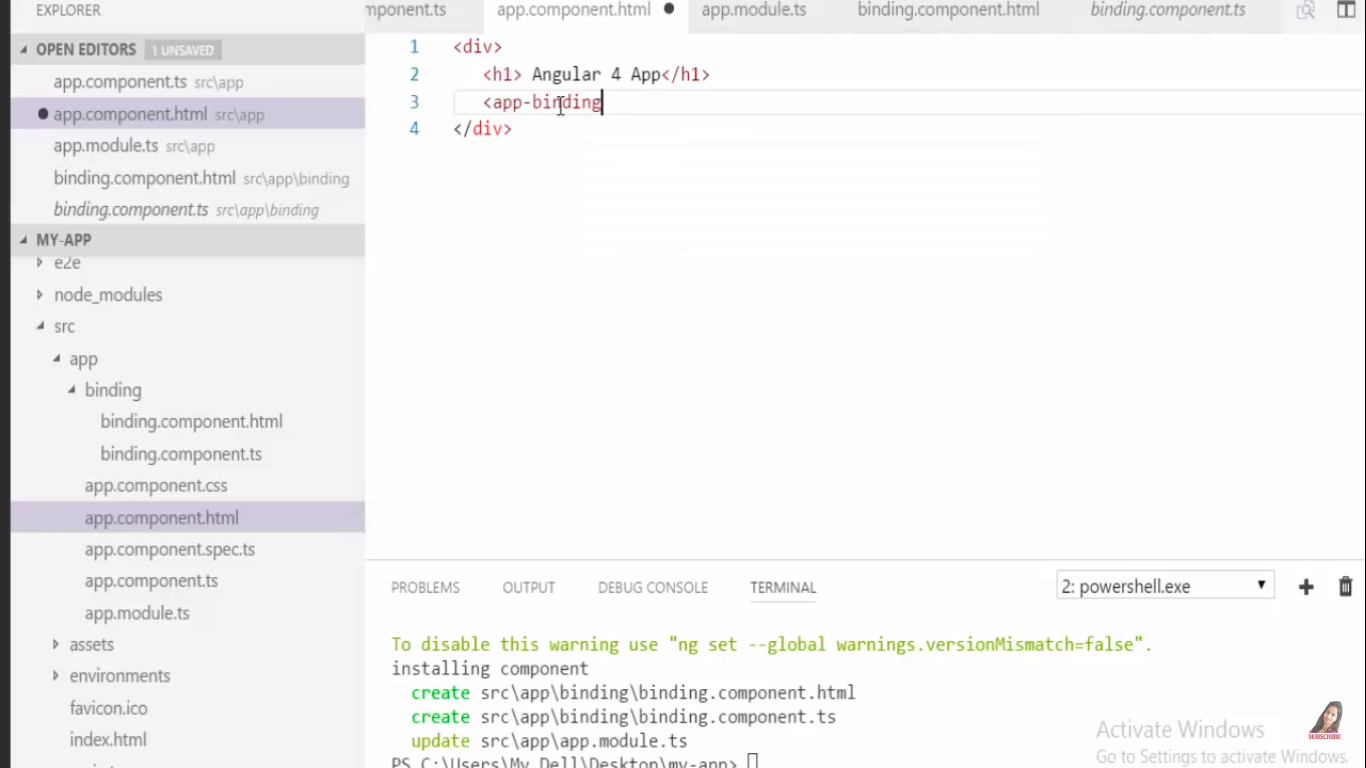 EXPLORER
mponent.ts app.component.html app.module.ts binding.component.html binding.component.ts
OPEN EDITORS 1 UNSAVED
app.component.ts src\app
app.component.html src\app
app.module.ts src\app
binding.component.html src\app\binding
binding.component.ts src\app\binding
MY-APP
e2e
node_modules
src
app
binding
binding.component.html
binding.component.ts
app.component.css
app.component.html
app.component.spec.ts
app.component.ts
app.module.ts
assets
environments
favicon.ico
index.html
1 <div>
2 <h1> Angular 4 App</h1>
3 <app-binding
4 </div>
PROBLEMS OUTPUT DEBUG CONSOLE TERMINAL 2: powershell.exe
To disable this warning use "ng set --global warnings.versionMismatch=false".
installing component
create src\app\binding\binding.component.html
create src\app\binding\binding.component.ts
update src\app\app.module.ts
PS C:\Users\My Dell\Desktop\my-app>
Activate Windows
Go to Settings to activate Windows.
SUBSCRIBE